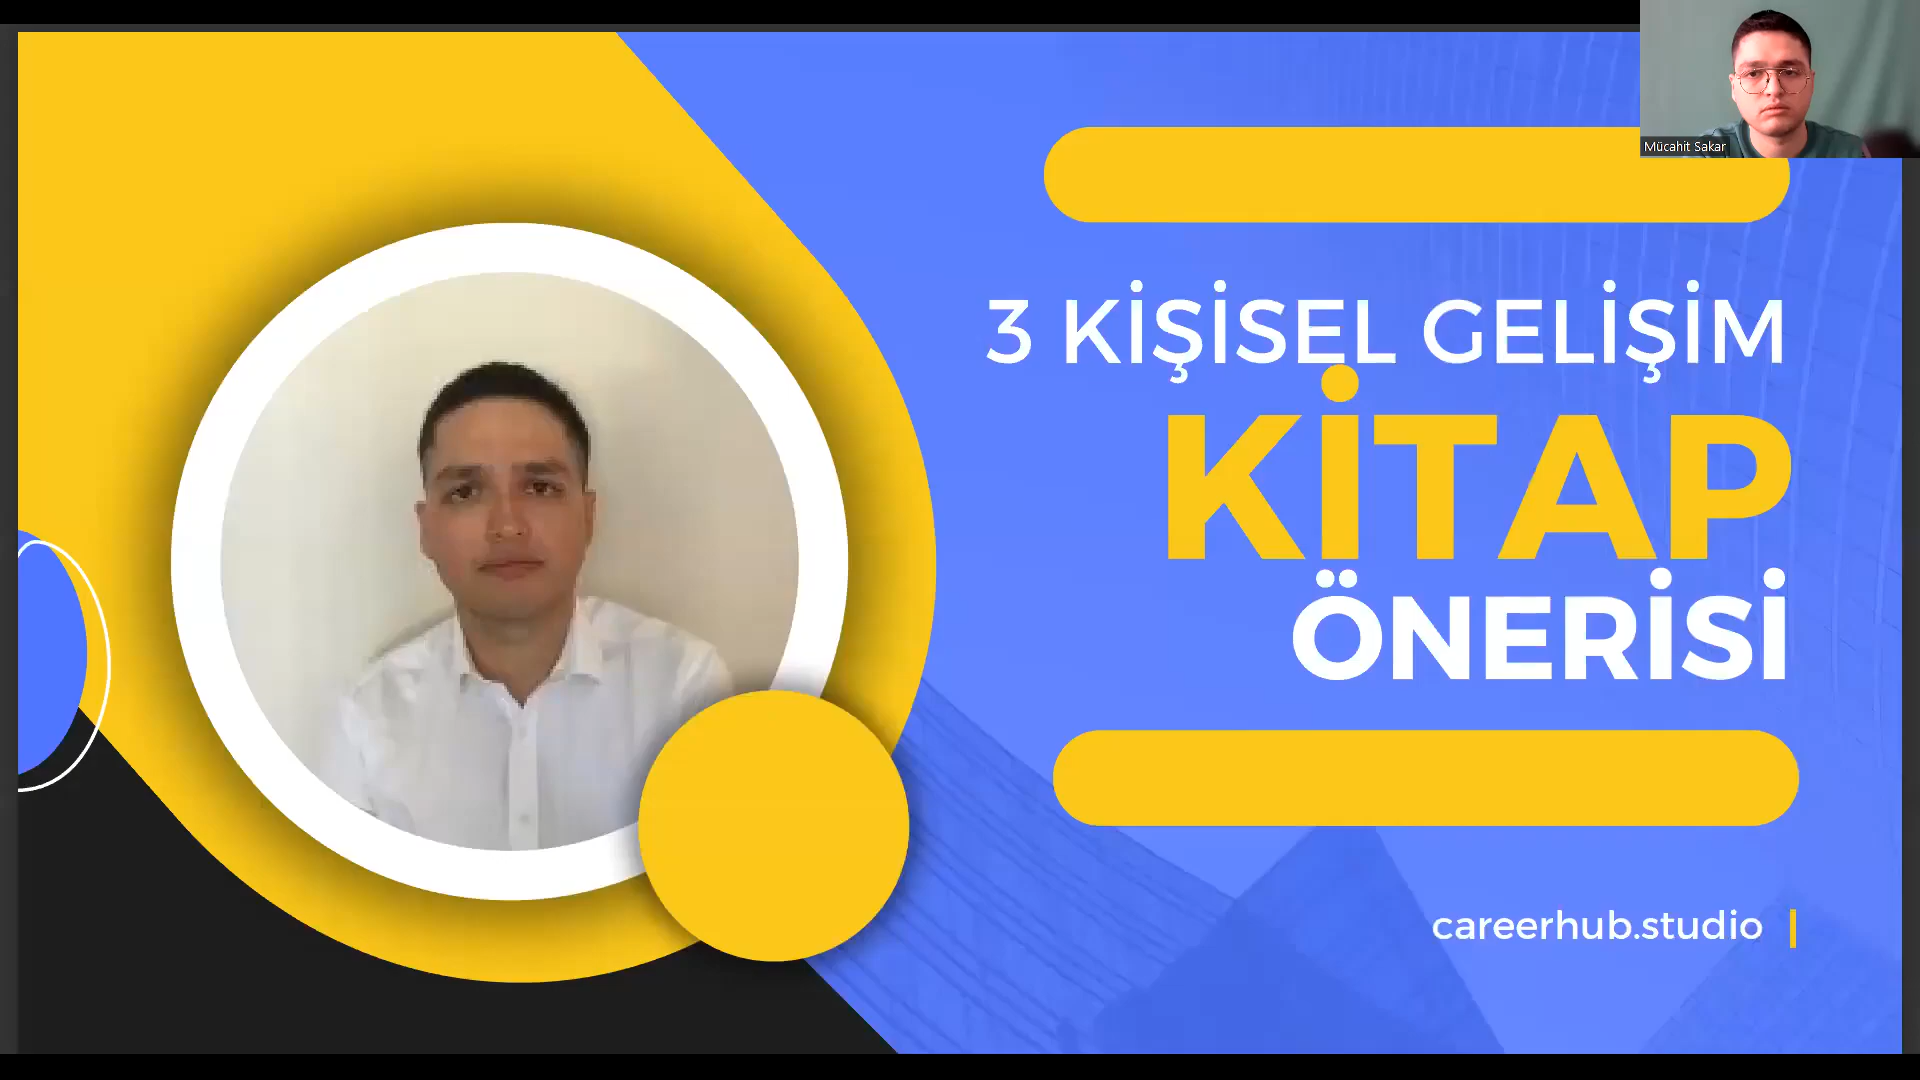 Mücahit Sakar
3 KİŞİSEL GELİŞİM
KİTAP
ÖNERİSİ
careerhub.studio